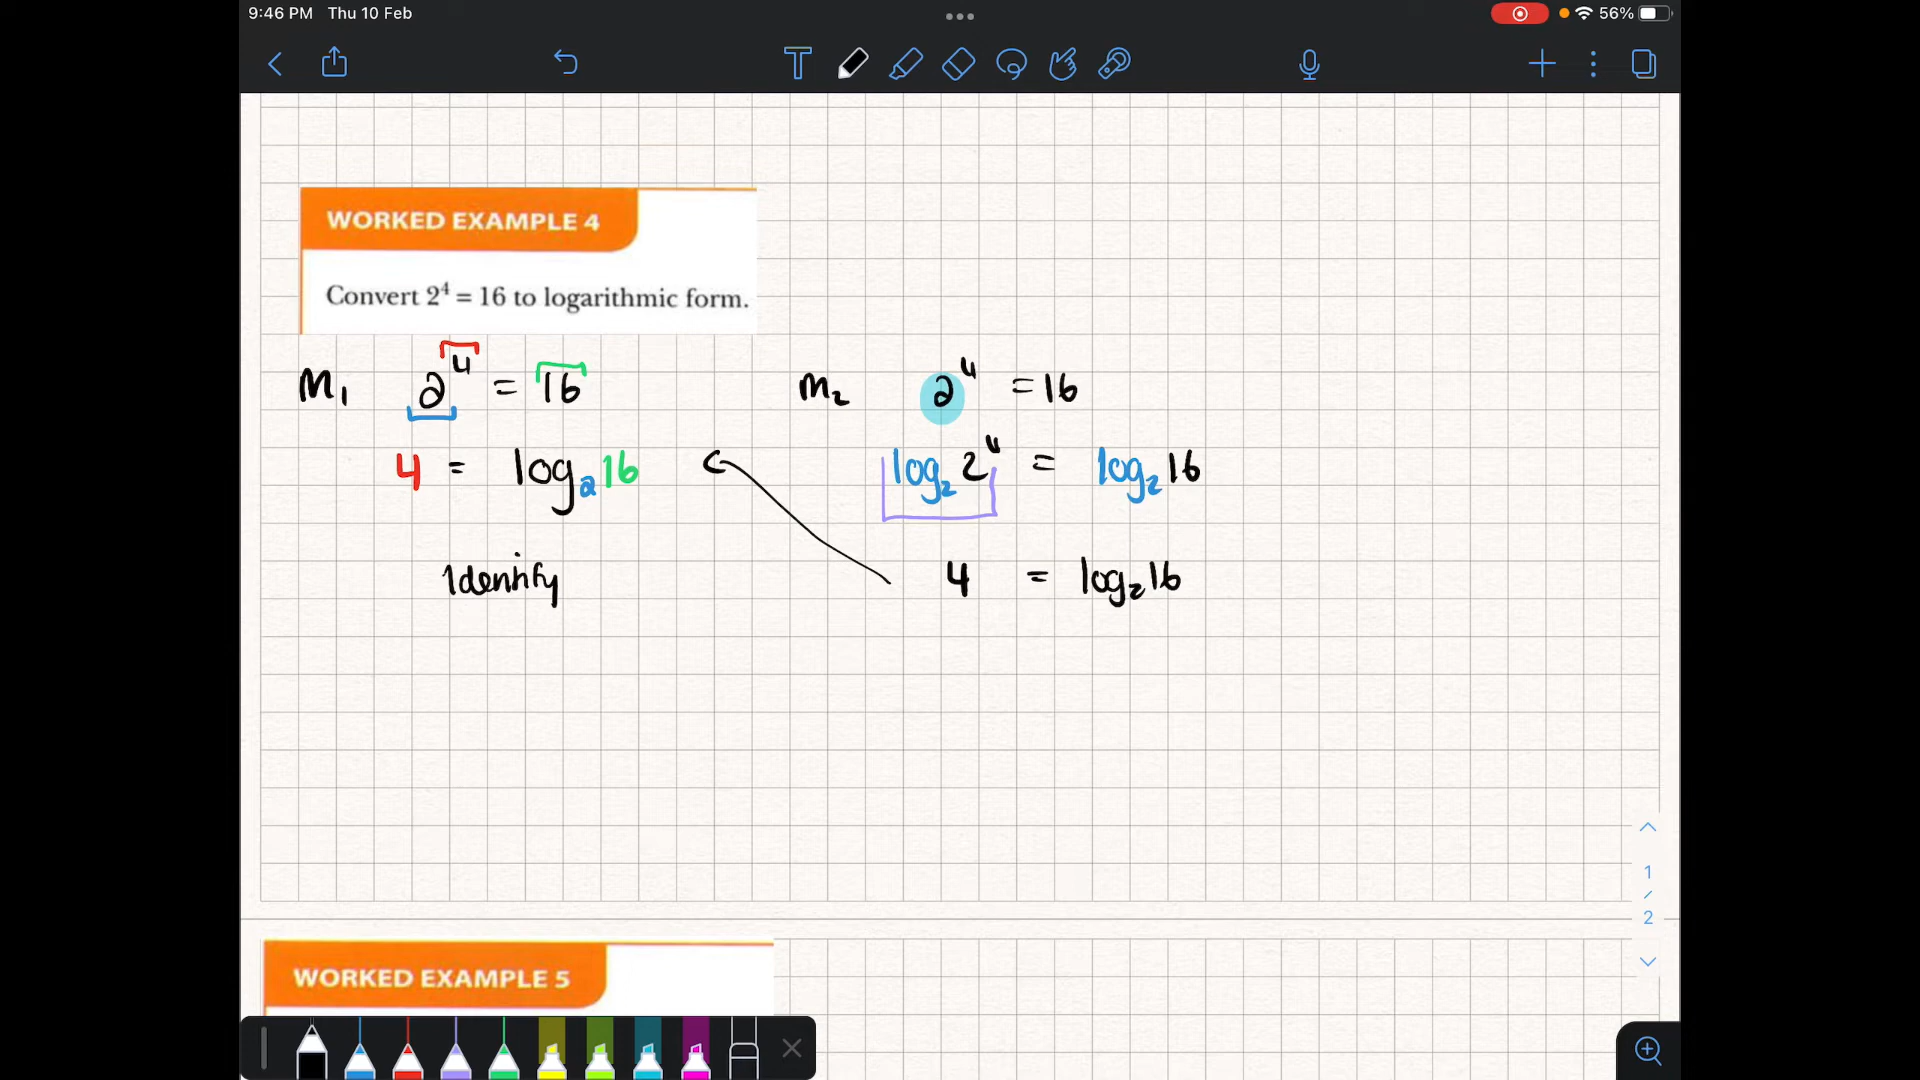 9:46 PM Thu 10 Feb 56%
WORKED EXAMPLE 4
Convert 2⁴ = 16 to logarithmic form.
M₁ 2⁴ = 16
4 = log₂16
Identify
M₂ 2⁴ = 16
log₂2⁴ = log₂16
4 = log₂16
1 / 2
WORKED EXAMPLE 5